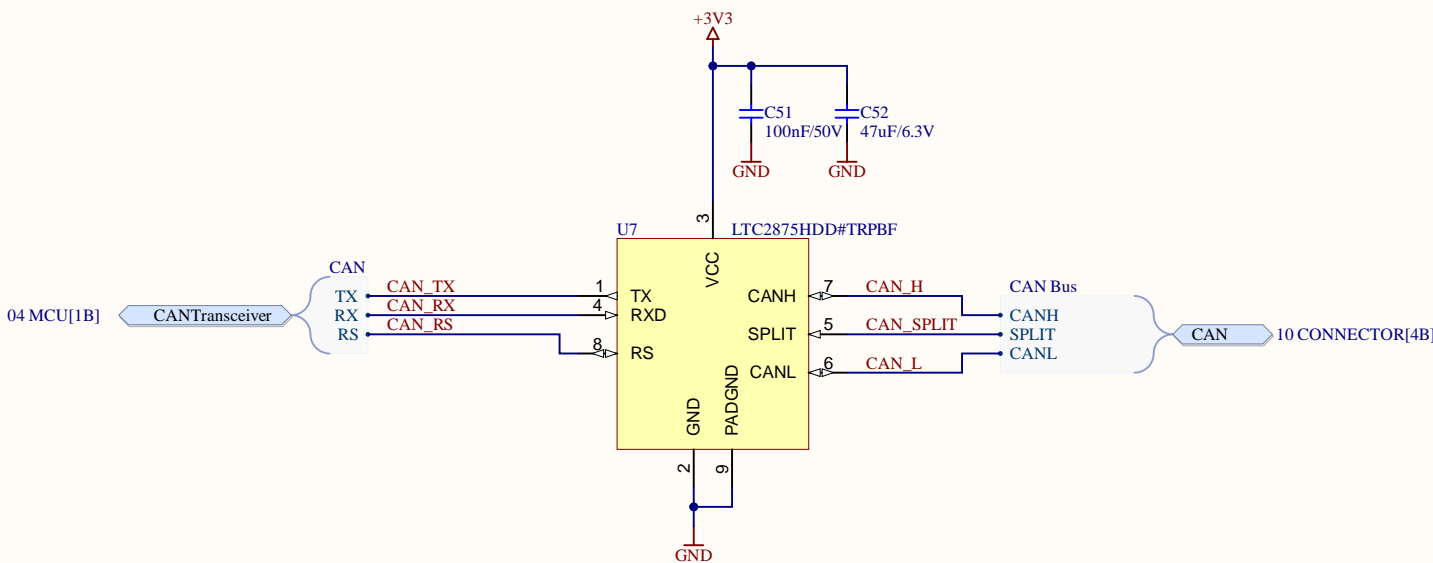 +3V3
C51
100nF/50V
C52
47uF/6.3V
GND
GND
3
U7
LTC2875HDD#TRPBF
VCC
CAN
TX
RX
RS
CAN_TX
CAN_RX
CAN_RS
04 MCU[1B]
CANTransceiver
1
4
8
TX
RXD
RS
CANH
SPLIT
CANL
7
5
6
CAN_H
CAN_SPLIT
CAN_L
CAN Bus
CANH
SPLIT
CANL
CAN
10 CONNECTOR[4B]
GND
PADGND
2
9
GND